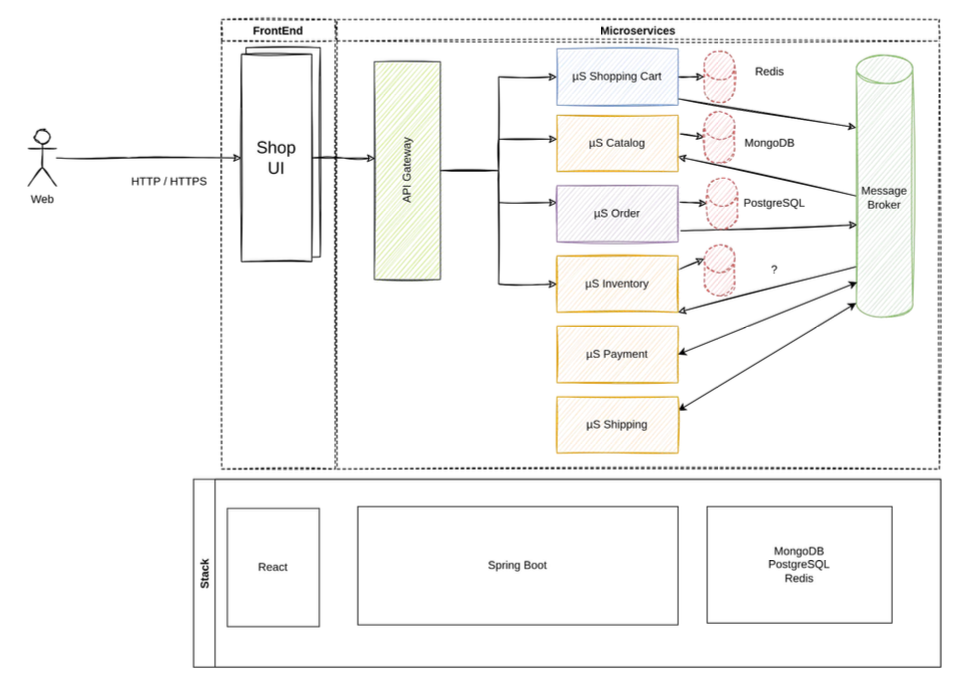 FrontEnd
Microservices
Shop
UI
API Gateway
µS Shopping Cart
Redis
µS Catalog
MongoDB
µS Order
PostgreSQL
µS Inventory
?
µS Payment
µS Shipping
Message
Broker
Web
HTTP / HTTPS
Stack
React
Spring Boot
MongoDB
PostgreSQL
Redis